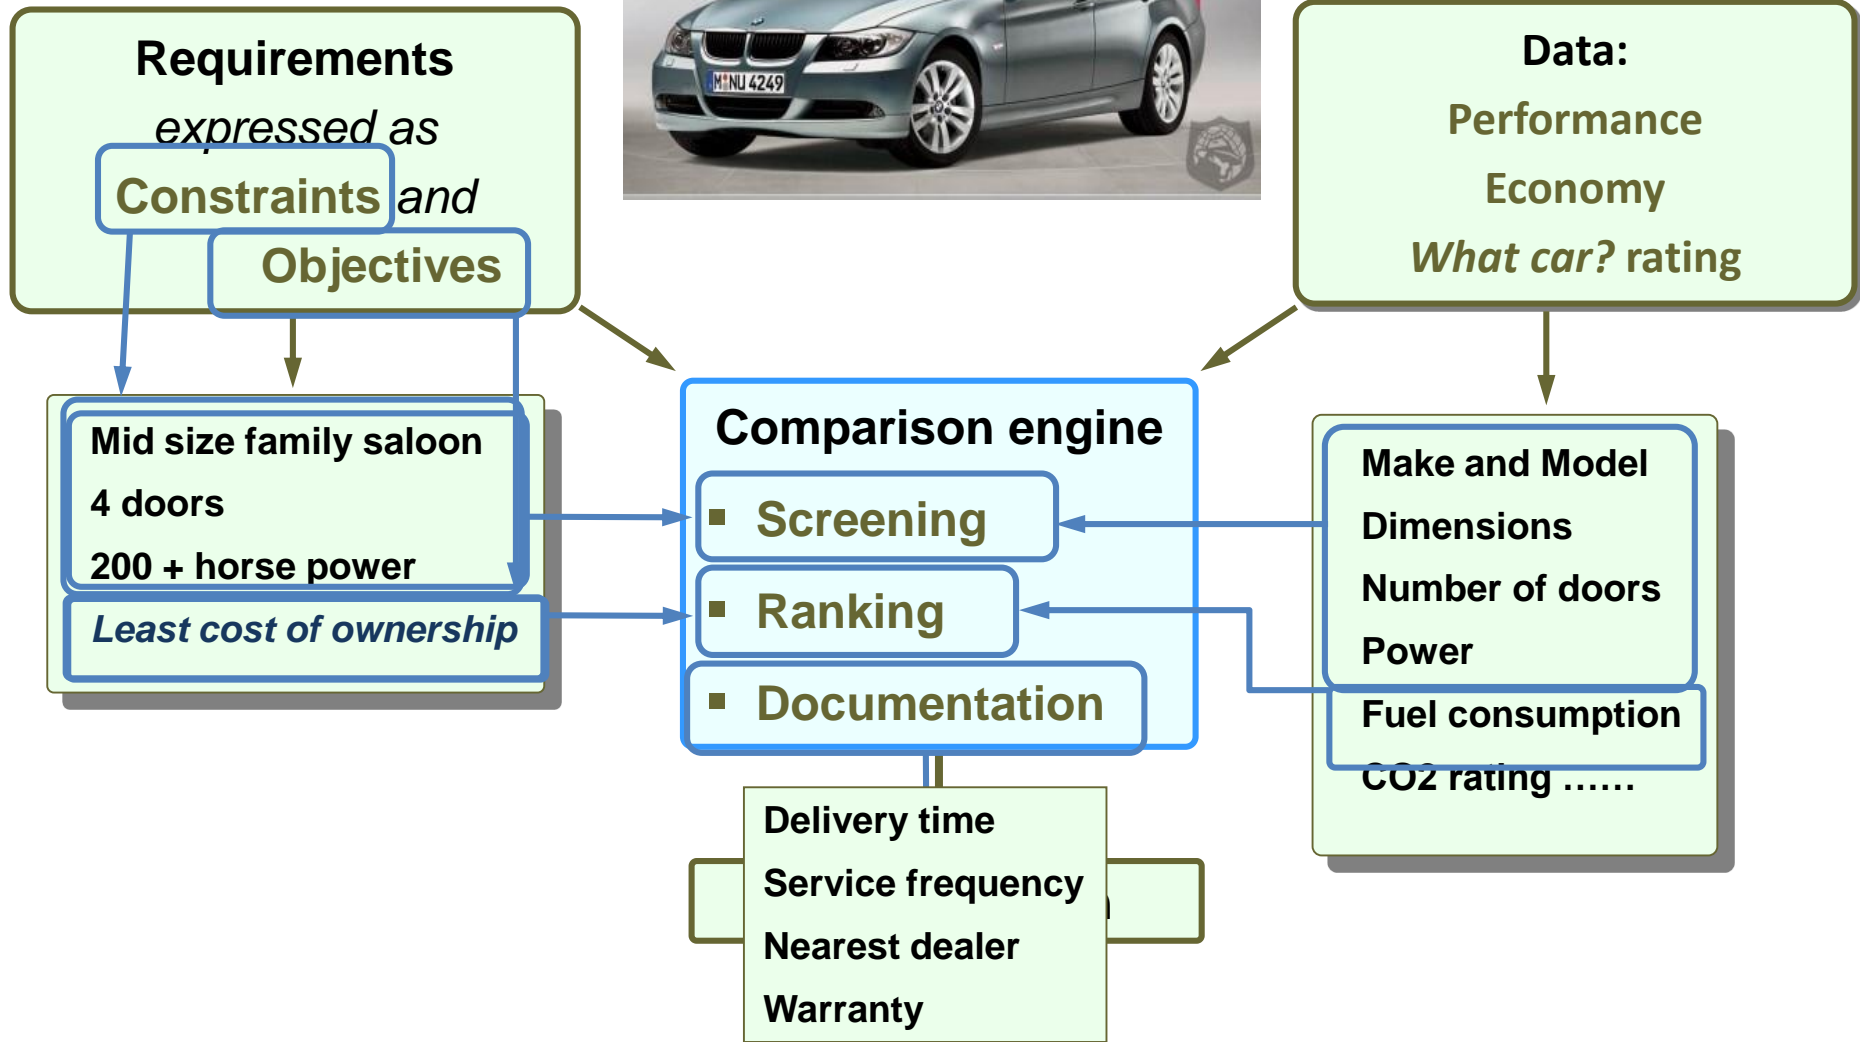 Requirements
expressed as
Constraints and
Objectives
M NU 4249
Data:
Performance
Economy
What car? rating
Mid size family saloon
4 doors
200 + horse power
Least cost of ownership
Comparison engine
▪ Screening
▪ Ranking
▪ Documentation
Make and Model
Dimensions
Number of doors
Power
Fuel consumption
CO2 rating ......
Delivery time
Service frequency
Nearest dealer
Warranty